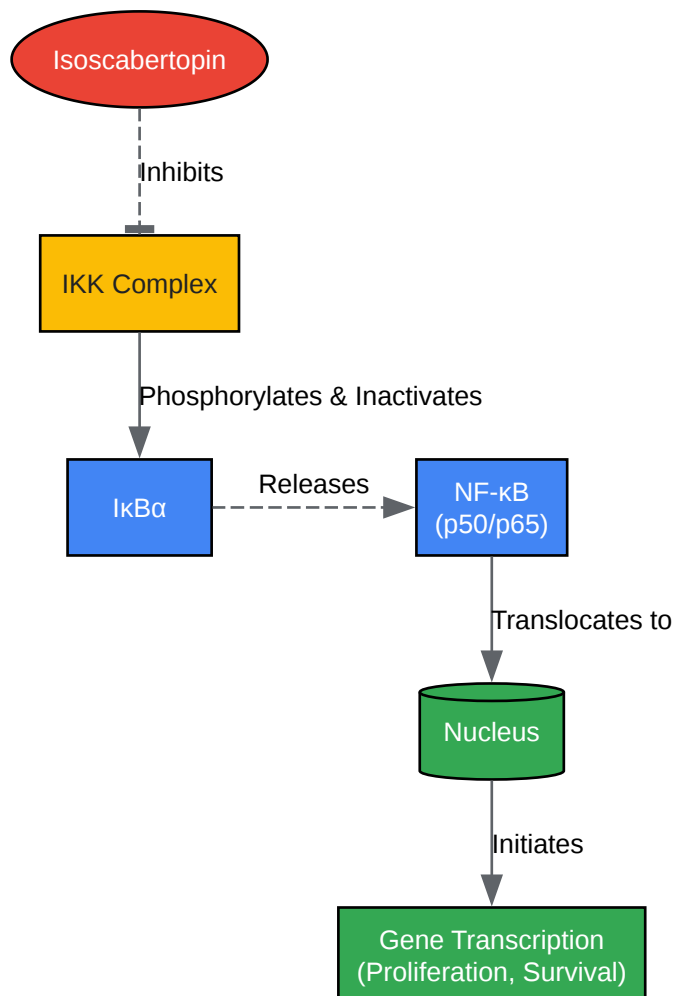 Isoscabertopin
Inhibits
IKK Complex
Phosphorylates & Inactivates
IκBα
Releases
NF-κB
(p50/p65)
Translocates to
Nucleus
Initiates
Gene Transcription
(Proliferation, Survival)